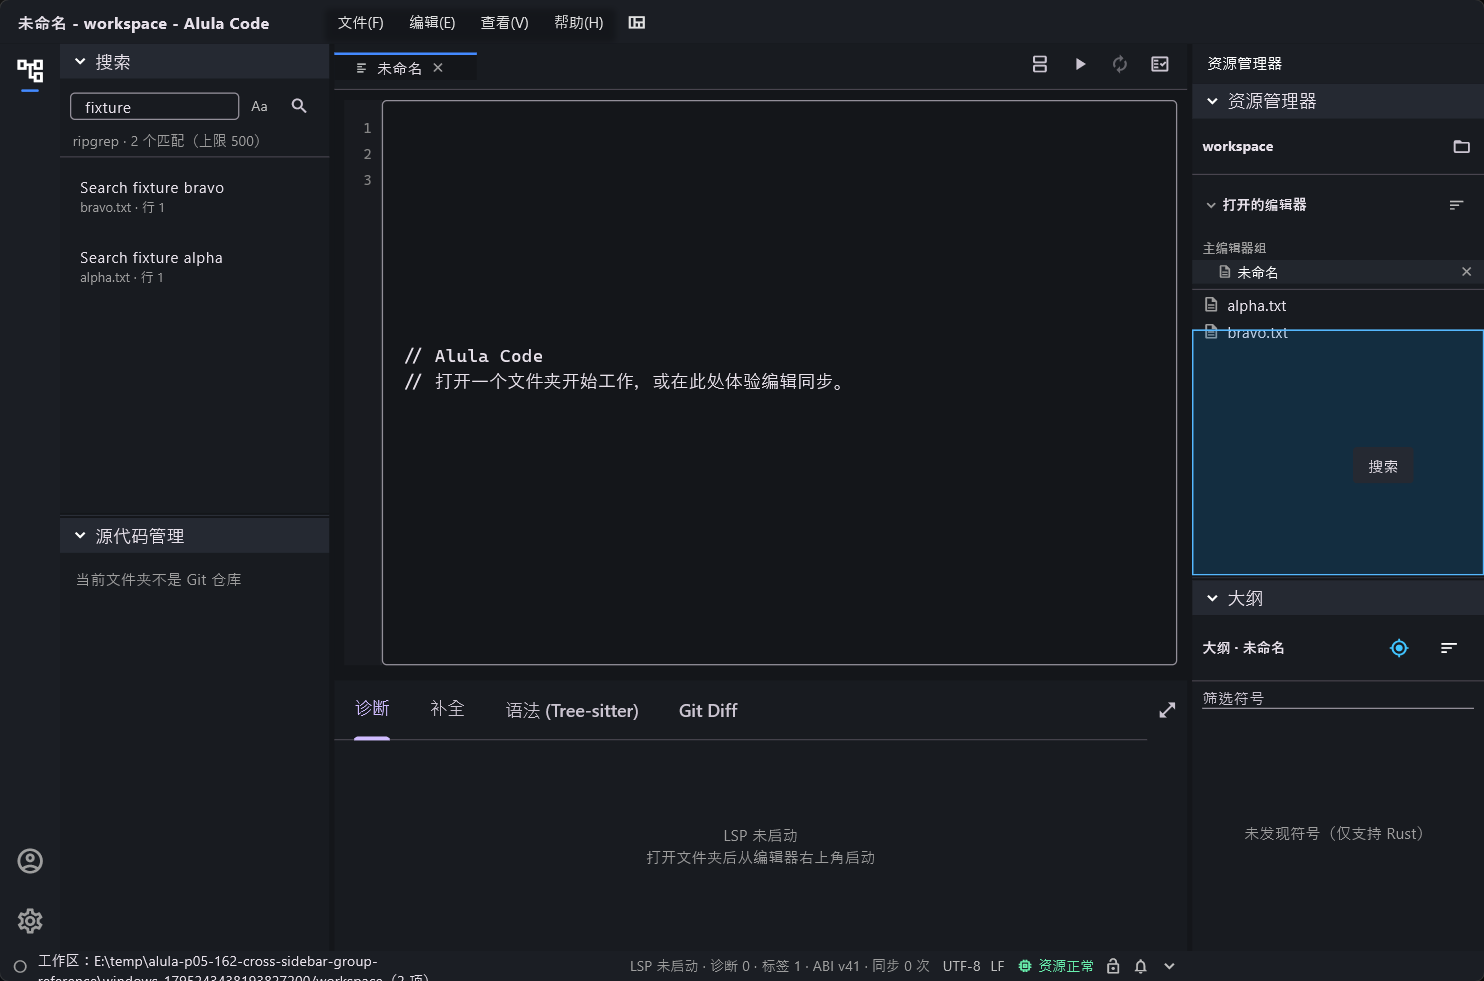 未命名 - workspace - Alula Code
文件(F) 编辑(E) 查看(V) 帮助(H)
搜索
fixture
Aa
ripgrep · 2 个匹配（上限 500）
Search fixture bravo
bravo.txt · 行 1
Search fixture alpha
alpha.txt · 行 1
源代码管理
当前文件夹不是 Git 仓库
未命名
1
2
3
// Alula Code
// 打开一个文件夹开始工作，或在此处体验编辑同步。
诊断 补全 语法 (Tree-sitter) Git Diff
LSP 未启动
打开文件夹后从编辑器右上角启动
资源管理器
资源管理器
workspace
打开的编辑器
主编辑器组
未命名
alpha.txt
bravo.txt
搜索
大纲
大纲 · 未命名
筛选符号
未发现符号（仅支持 Rust）
工作区：E:\temp\alula-p05-162-cross-sidebar-group-
reference\windows-1795243438193827200/workspace（2 项）
LSP 未启动 · 诊断 0 · 标签 1 · ABI v41 · 同步 0 次 UTF-8 LF 资源正常